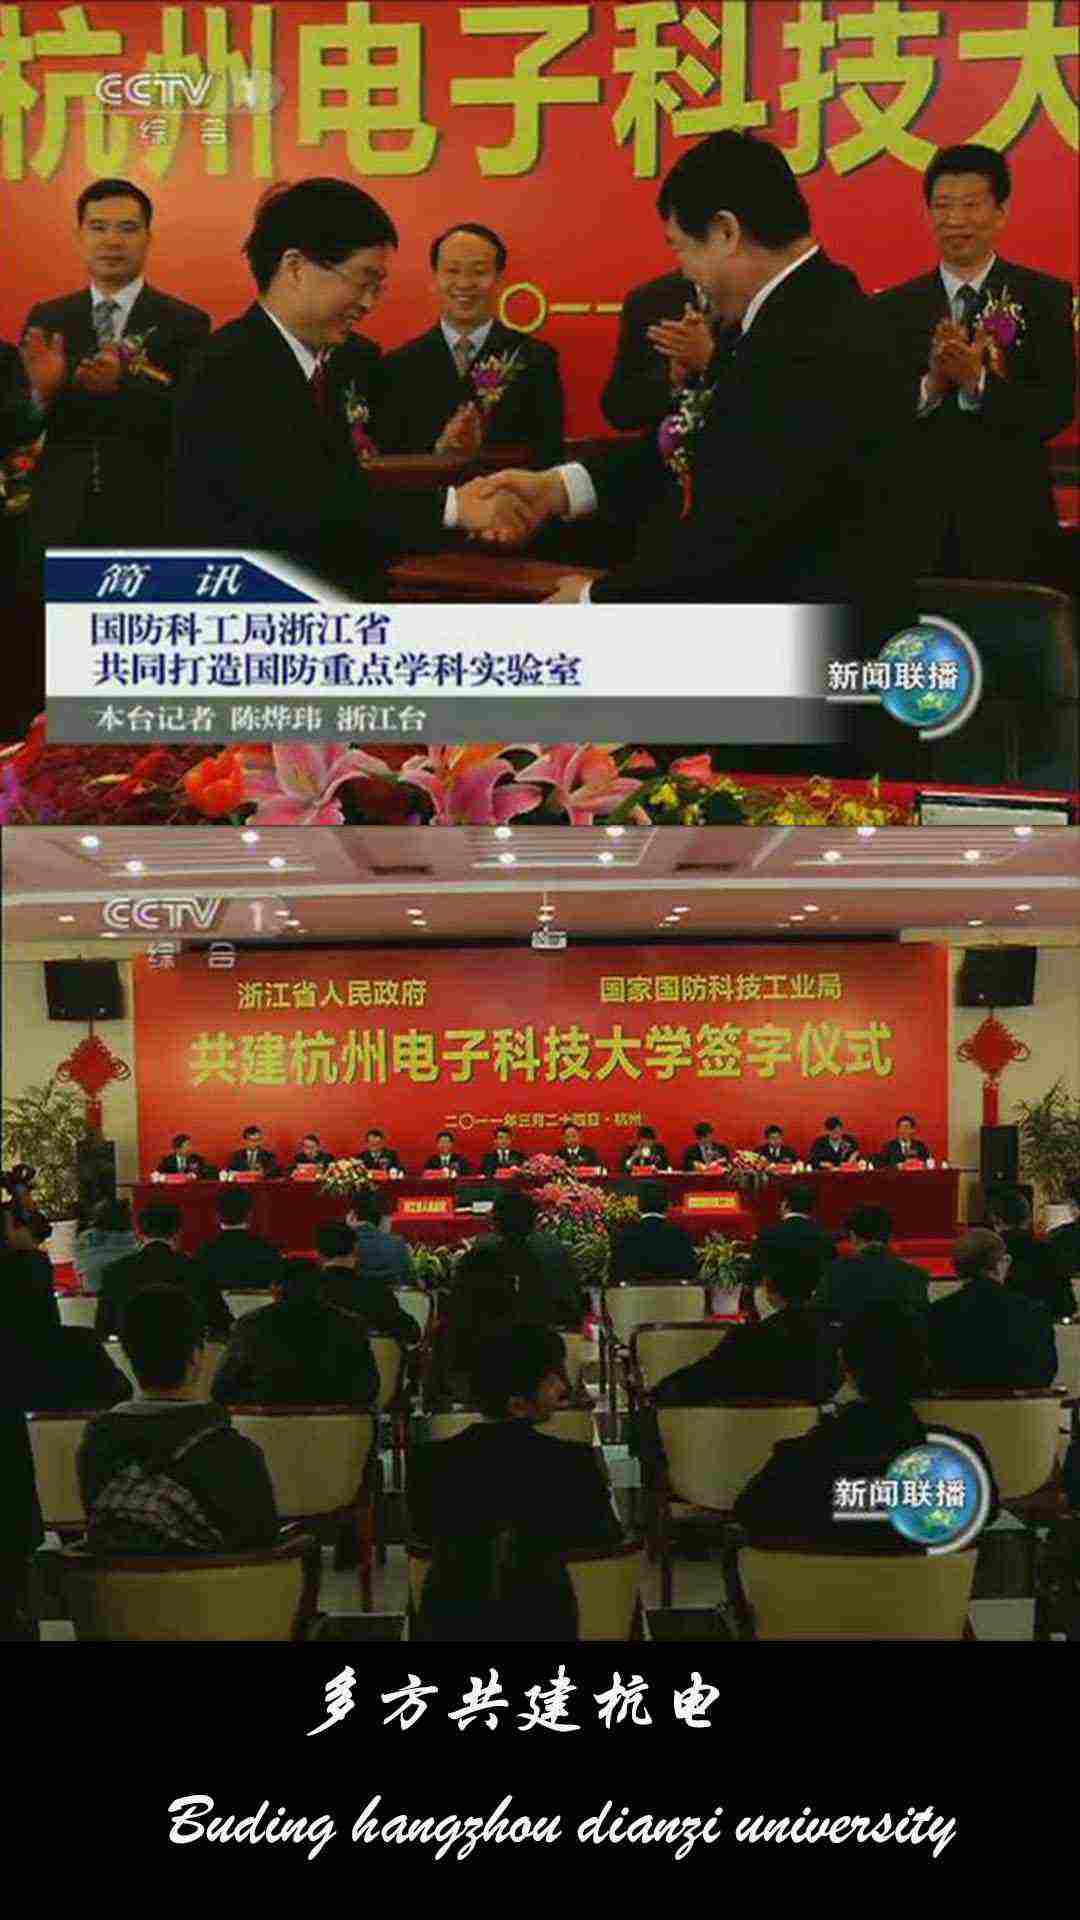 杭州电子科技大
CCTV 1
综合
〇一一
简讯
国防科工局浙江省
共同打造国防重点学科实验室
本台记者 陈烨玮 浙江台
新闻联播
CCTV 1
综合
浙江省人民政府 国家国防科技工业局
共建杭州电子科技大学签字仪式
二〇一一年三月二十四日·杭州
新闻联播
多方共建杭电
Buding hangzhou dianzi university